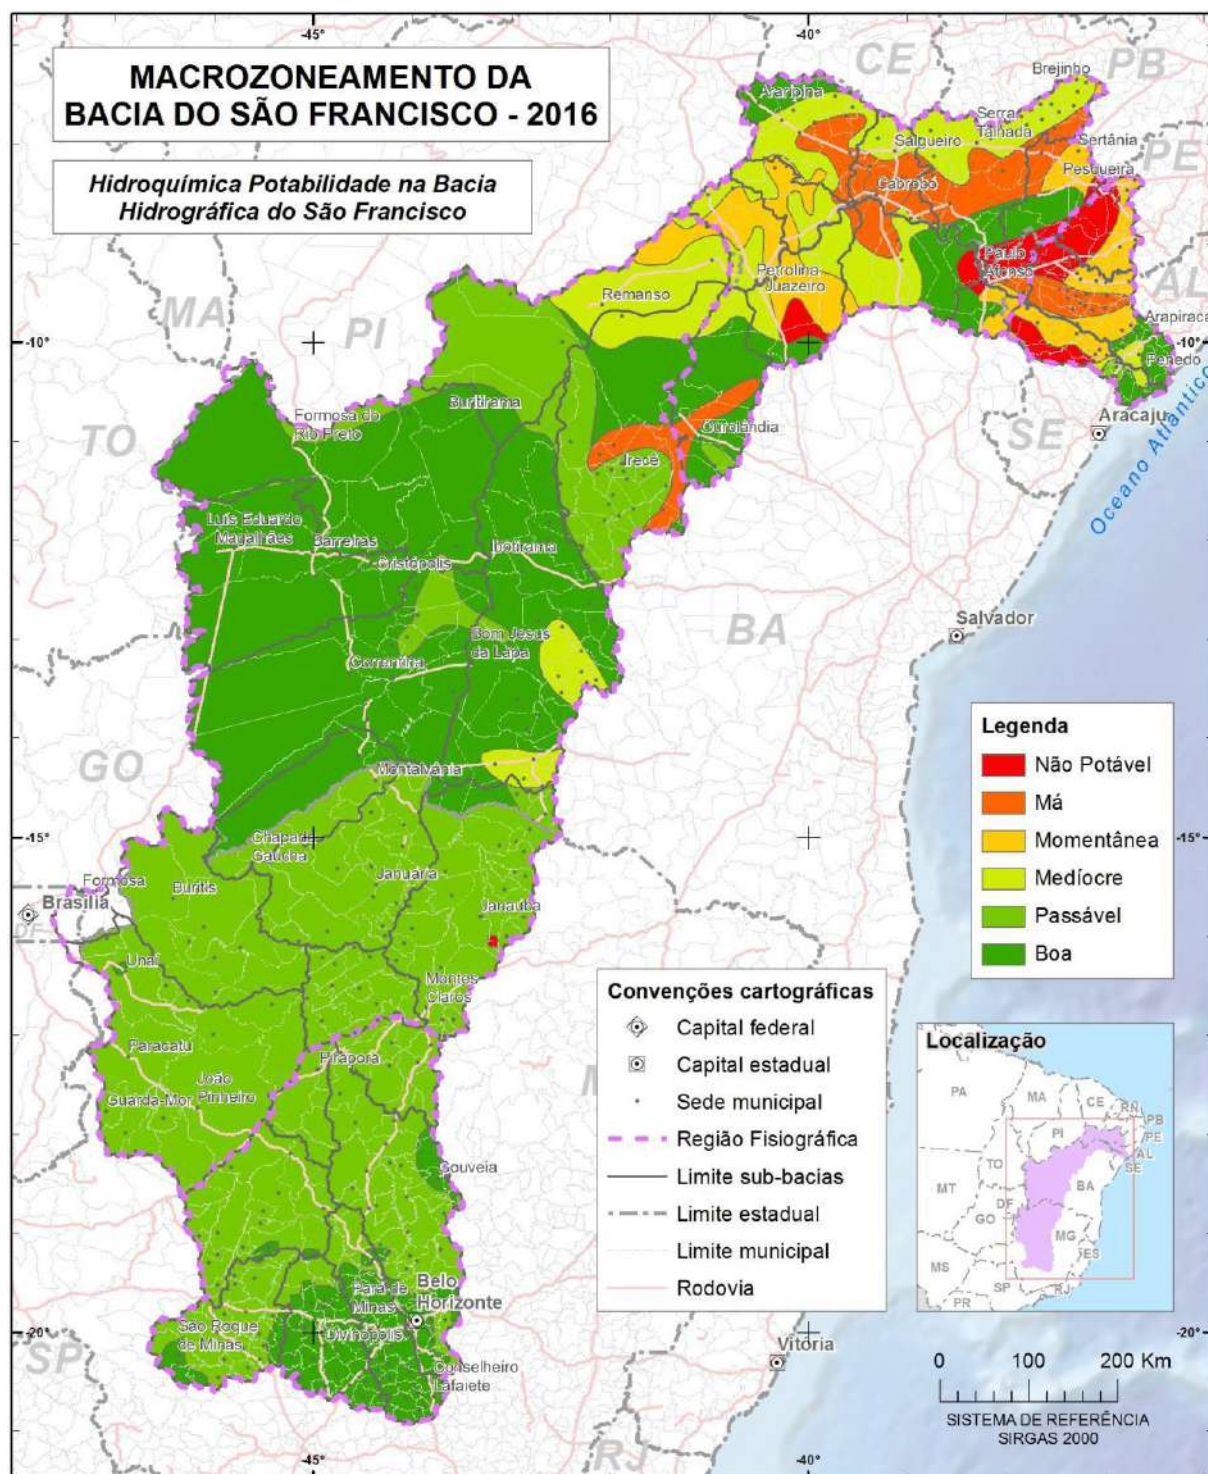 MACROZONEAMENTO DA
BACIA DO SÃO FRANCISCO - 2016
Hidroquímica Potabilidade na Bacia
Hidrográfica do São Francisco
-45°
-40°
CE
PB
PE
AL
SE
MA
PI
TO
BA
GO
DF
SP
RJ
-10°
-10°
-15°
-15°
-20°
-20°
-45°
-40°
Brejinho
Araripina
Serra
Talhada
Salgueiro
Sertânia
Pesqueira
Cabrobó
Paulo
Afonso
Petrolina
Juazeiro
Remanso
Arapiraca
Penedo
Aracaju
Oceano Atlântico
Buritirama
Formosa do
Rio Preto
Ourolândia
Irecê
Luís Eduardo
Magalhães
Barreiras
Ibotirama
Cristópolis
Bom Jesus
da Lapa
Correntina
Salvador
Montalvânia
Chapada
Gaúcha
Formosa
Buritis
Januária
Brasília
Janaúba
Unaí
Montes
Claros
Paracatu
Pirapora
João
Pinheiro
Guarda-Mor
Gouveia
Belo
Horizonte
Pará de
Minas
São Roque
de Minas
Divinópolis
Conselheiro
Lafaiete
Vitória
Legenda
Não Potável
Má
Momentânea
Medíocre
Passável
Boa
Convenções cartográficas
Capital federal
Capital estadual
Sede municipal
Região Fisiográfica
Limite sub-bacias
Limite estadual
Limite municipal
Rodovia
Localização
PA
MA
CE
RN
PB
PI
PE
AL
SE
TO
BA
MT
DF
GO
MG
ES
MS
SP
RJ
PR
0 100 200 Km
SISTEMA DE REFERÊNCIA
SIRGAS 2000